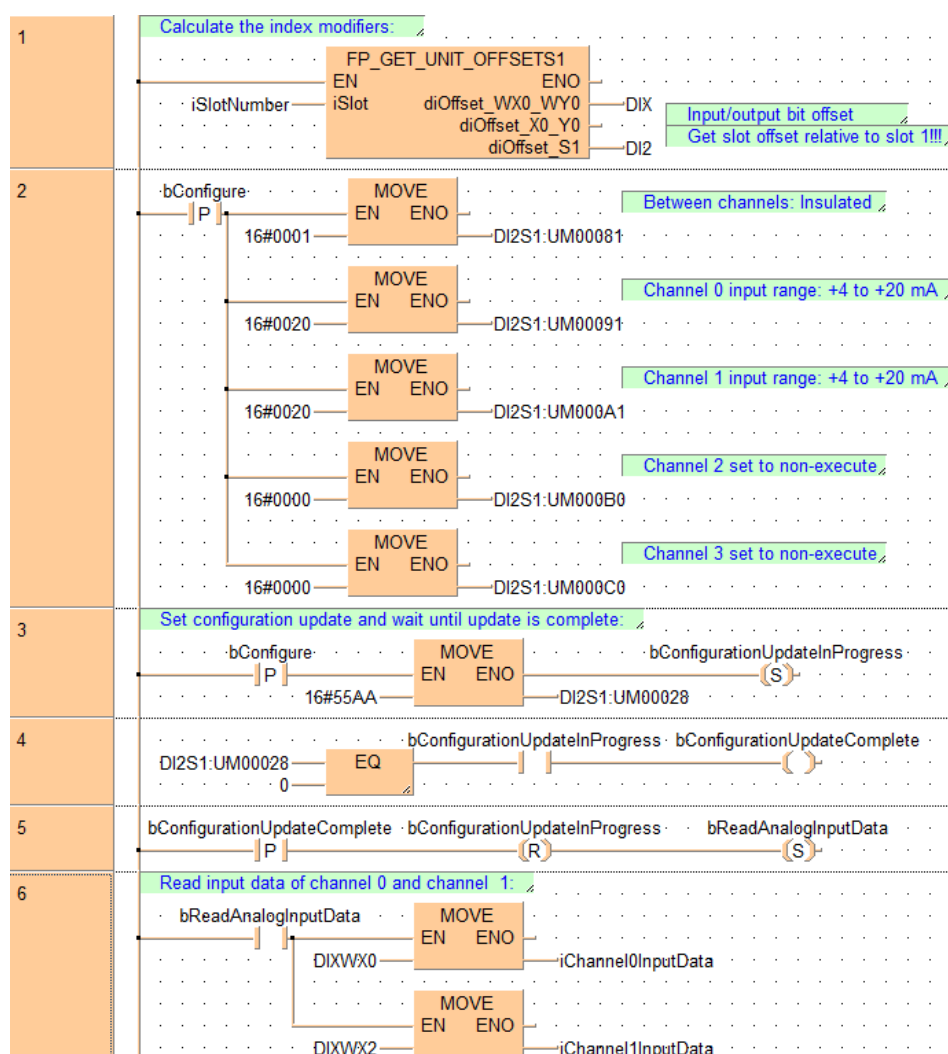 1
Calculate the index modifiers:
FP_GET_UNIT_OFFSETS1
EN ENO
iSlotNumber iSlot diOffset_WX0_WY0 DIX
Input/output bit offset
diOffset_X0_Y0
Get slot offset relative to slot 1!!!
diOffset_S1 DI2
2
bConfigure MOVE
Between channels: Insulated
P EN ENO
16#0001 DI2S1:UM00081
MOVE
Channel 0 input range: +4 to +20 mA
EN ENO
16#0020 DI2S1:UM00091
MOVE
Channel 1 input range: +4 to +20 mA
EN ENO
16#0020 DI2S1:UM000A1
MOVE
Channel 2 set to non-execute
EN ENO
16#0000 DI2S1:UM000B0
MOVE
Channel 3 set to non-execute
EN ENO
16#0000 DI2S1:UM000C0
3
Set configuration update and wait until update is complete:
bConfigure MOVE bConfigurationUpdateInProgress
P EN ENO S
16#55AA DI2S1:UM00028
4
bConfigurationUpdateInProgress bConfigurationUpdateComplete
DI2S1:UM00028 EQ
0
5
bConfigurationUpdateComplete bConfigurationUpdateInProgress bReadAnalogInputData
P R S
6
Read input data of channel 0 and channel 1:
bReadAnalogInputData MOVE
EN ENO
DIXWX0 iChannel0InputData
MOVE
EN ENO
DIXWX2 iChannel1InputData